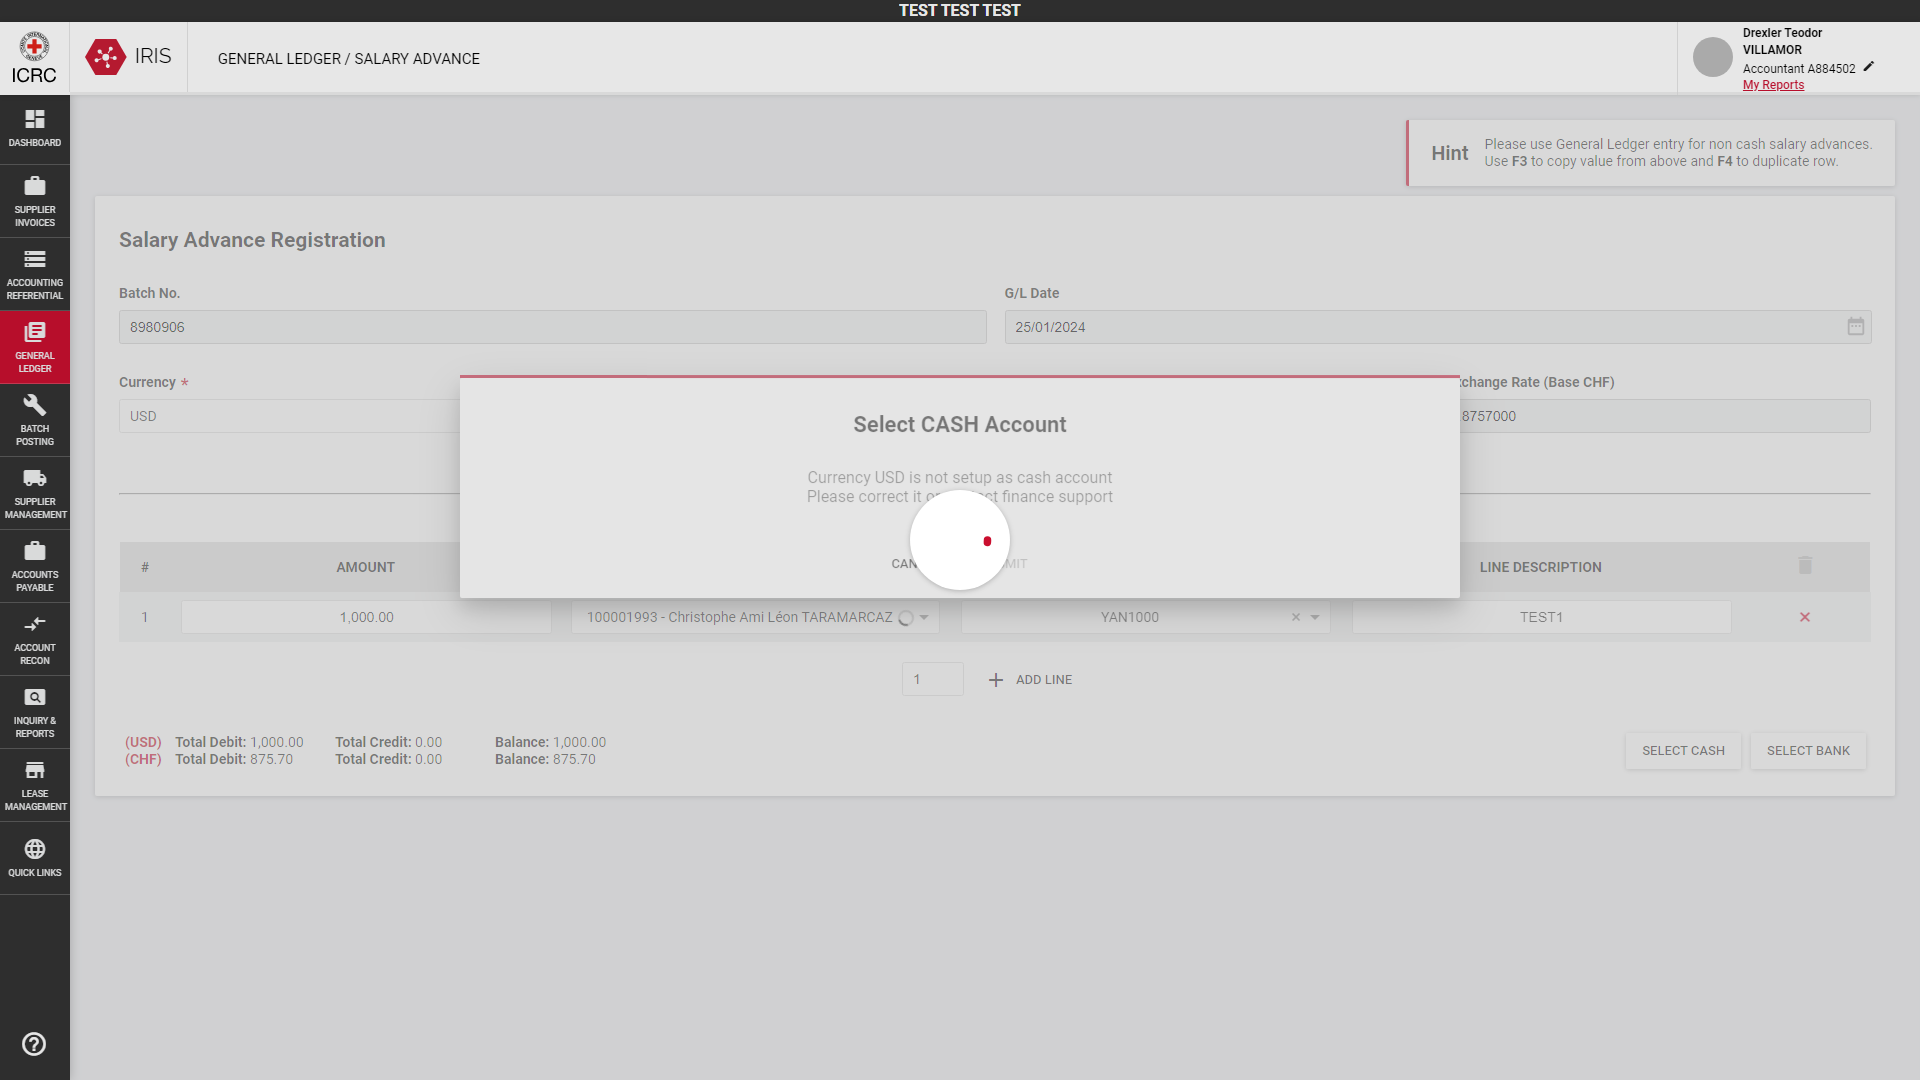 TEST TEST TEST
ICRC
IRIS
GENERAL LEDGER / SALARY ADVANCE
Drexler Teodor
VILLAMOR
Accountant A884502
My Reports
DASHBOARD
SUPPLIER
INVOICES
ACCOUNTING
REFERENTIAL
GENERAL
LEDGER
BATCH
POSTING
SUPPLIER
MANAGEMENT
ACCOUNTS
PAYABLE
ACCOUNT
RECON
INQUIRY &
REPORTS
LEASE
MANAGEMENT
QUICK LINKS
Hint
Please use General Ledger entry for non cash salary advances.
Use F3 to copy value from above and F4 to duplicate row.
Salary Advance Registration
Batch No.
8980906
G/L Date
25/01/2024
Currency *
USD
change Rate (Base CHF)
8757000
Select CASH Account
Currency USD is not setup as cash account
Please correct it finance support
# AMOUNT LINE DESCRIPTION
1 1,000.00 100001993 - Christophe Ami Léon TARAMARCAZ YAN1000 × TEST1
1 + ADD LINE
(USD) Total Debit: 1,000.00 Total Credit: 0.00 Balance: 1,000.00
(CHF) Total Debit: 875.70 Total Credit: 0.00 Balance: 875.70
SELECT CASH
SELECT BANK